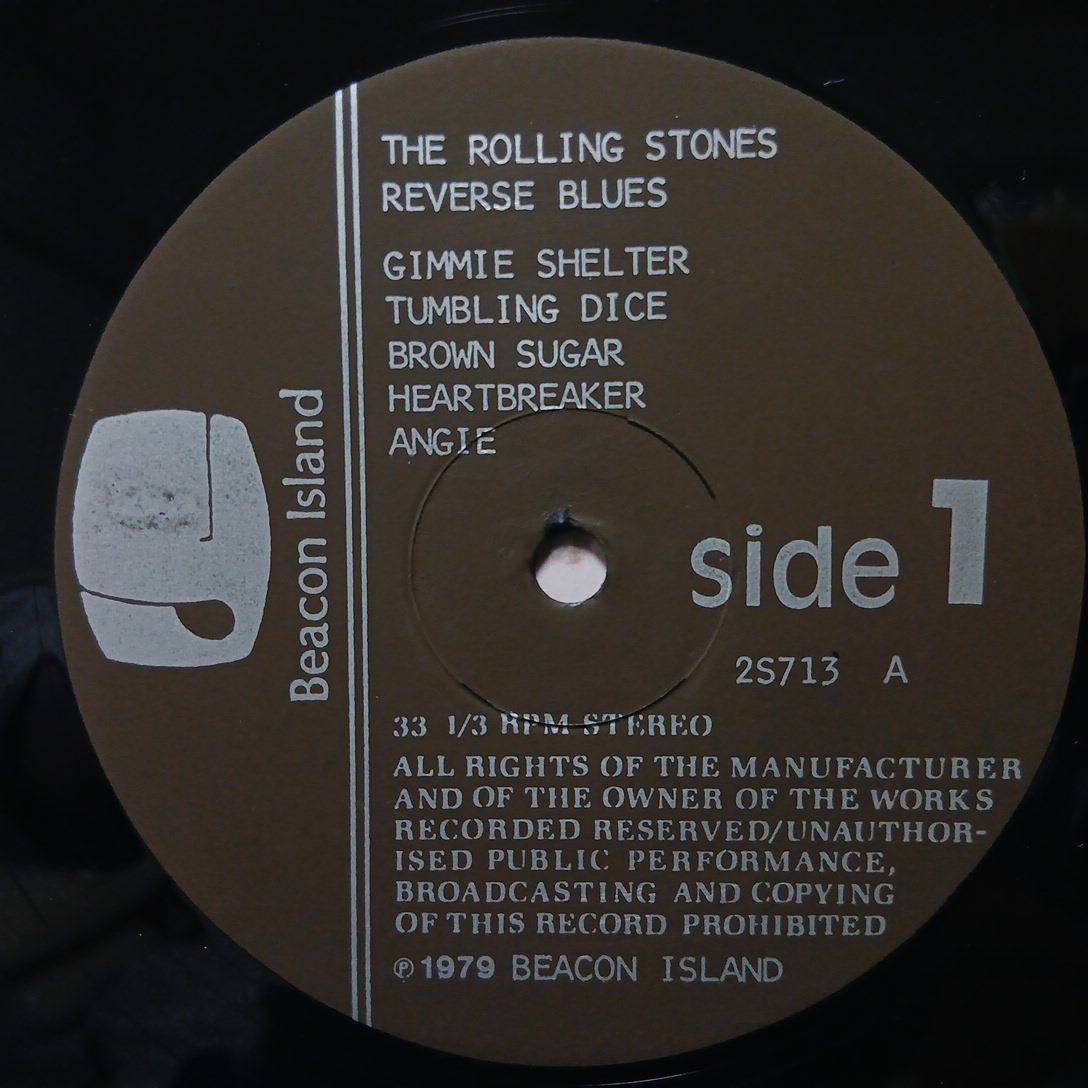 THE ROLLING STONES
REVERSE BLUES
GIMMIE SHELTER
TUMBLING DICE
BROWN SUGAR
HEARTBREAKER
ANGIE
Beacon Island
side 1
2S713 A
33 1/3 RPM STEREO
ALL RIGHTS OF THE MANUFACTURER
AND OF THE OWNER OF THE WORKS
RECORDED RESERVED/UNAUTHOR-
ISED PUBLIC PERFORMANCE,
BROADCASTING AND COPYING
OF THIS RECORD PROHIBITED
℗ 1979 BEACON ISLAND